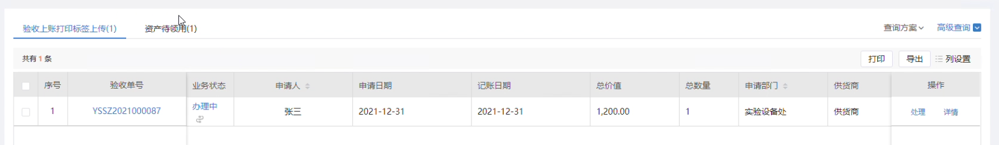 验收上账打印标签上传(1) 资产待领用(1) 查询方案 高级查询
共有 1 条 打印 导出 列设置
序号 验收单号 业务状态 申请人 申请日期 记账日期 总价值 总数量 申请部门 供货商 操作
1 YSSZ2021000087 办理中 张三 2021-12-31 2021-12-31 1,200.00 1 实验设备处 供货商 处理 详情